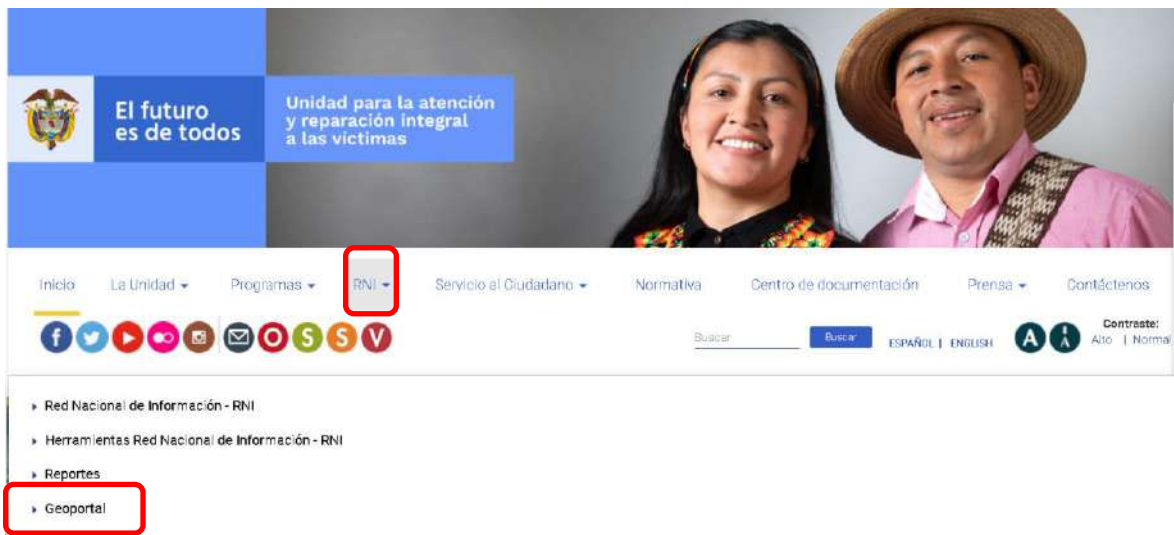 El futuro
es de todos
Unidad para la atención
y reparación integral
a las víctimas
Inicio La Unidad Programas RNI Servicio al Ciudadano Normativa Centro de documentación Prensa Contáctenos
Buscar Buscar ESPAÑOL | ENGLISH A A Contraste:
Alto | Normal
Red Nacional de Información - RNI
Herramientas Red Nacional de Información - RNI
Reportes
Geoportal